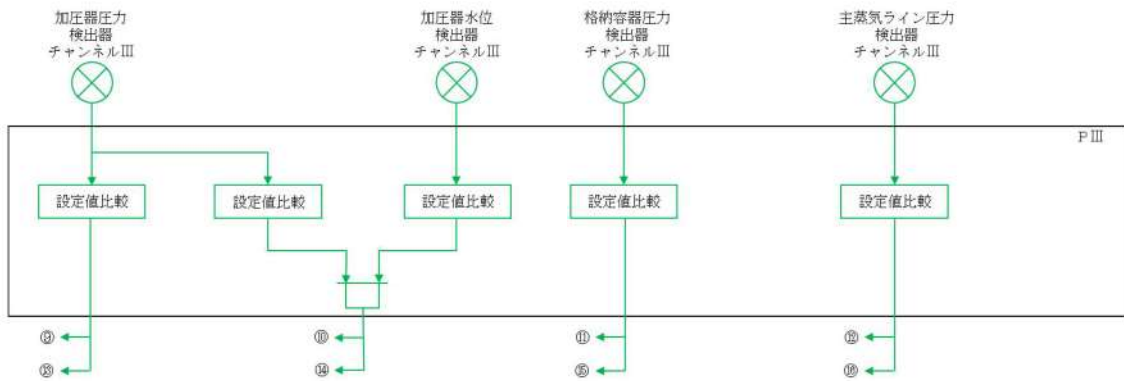 加圧器圧力
検出器
チャンネルⅢ
加圧器水位
検出器
チャンネルⅢ
格納容器圧力
検出器
チャンネルⅢ
主蒸気ライン圧力
検出器
チャンネルⅢ
PⅢ
設定値比較
設定値比較
設定値比較
設定値比較
設定値比較
⑨
⑩
⑪
⑫
⑬
⑭
⑮
⑯